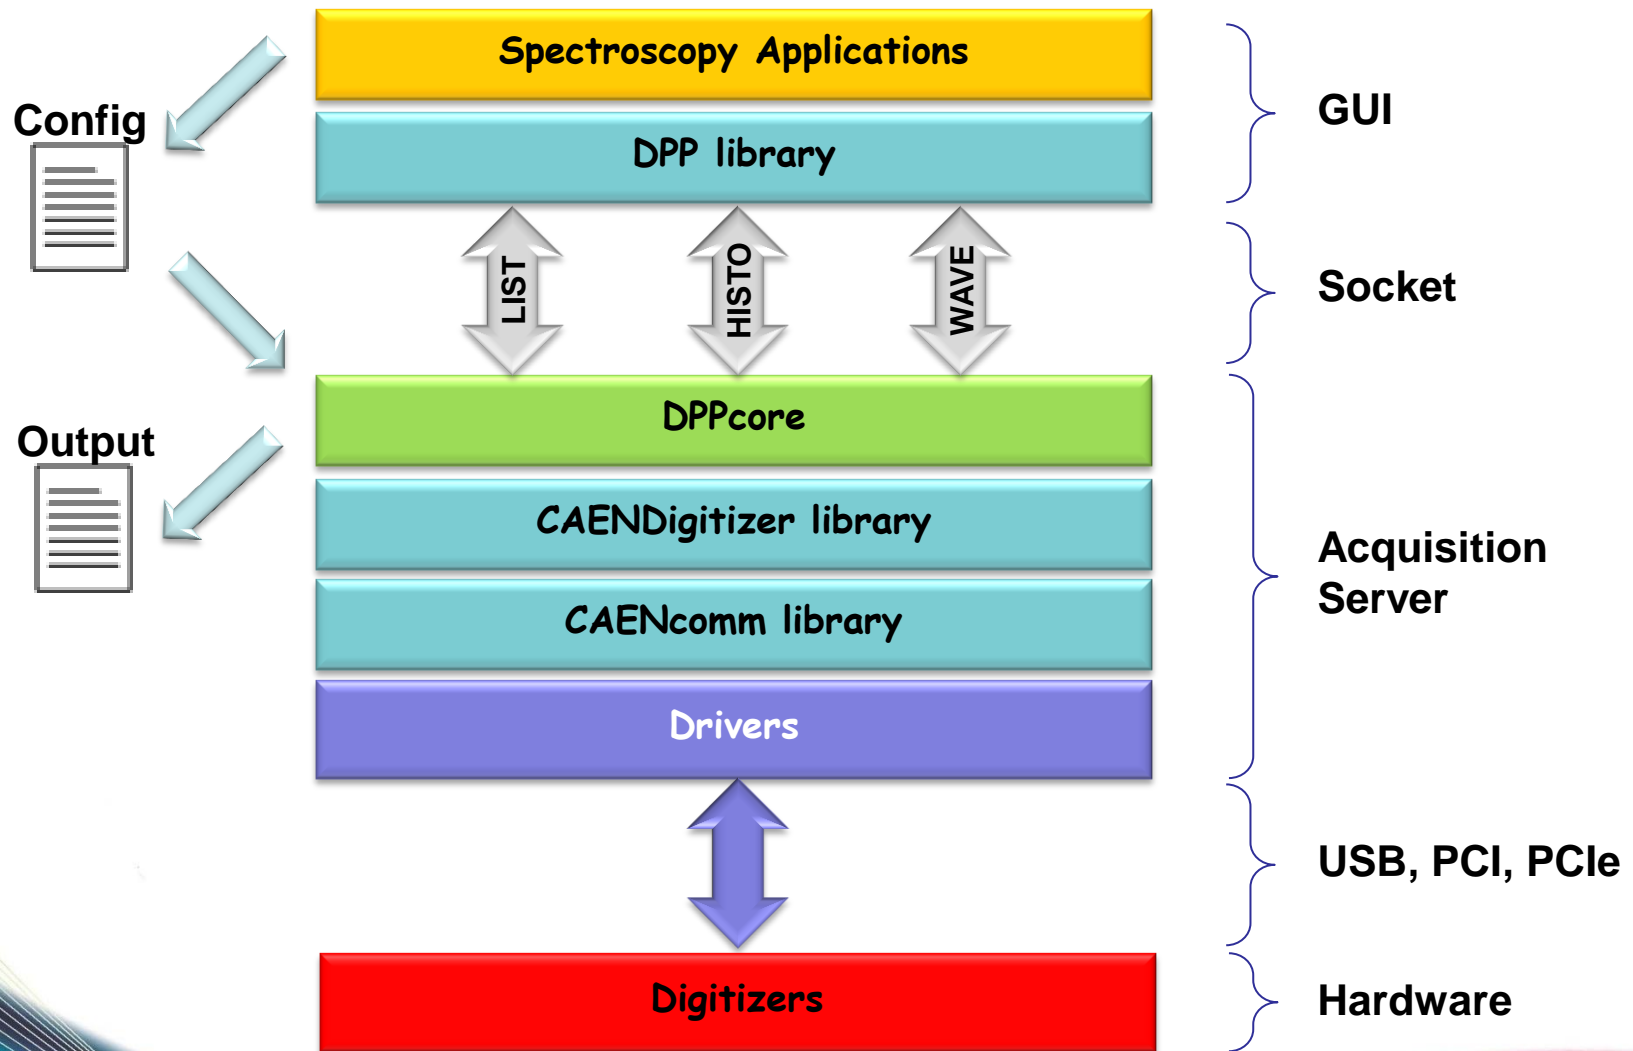 Spectroscopy Applications
DPP library
GUI
Config
LIST
HISTO
WAVE
Socket
DPPcore
Output
CAENDigitizer library
CAENcomm library
Drivers
Acquisition
Server
USB, PCI, PCIe
Digitizers
Hardware